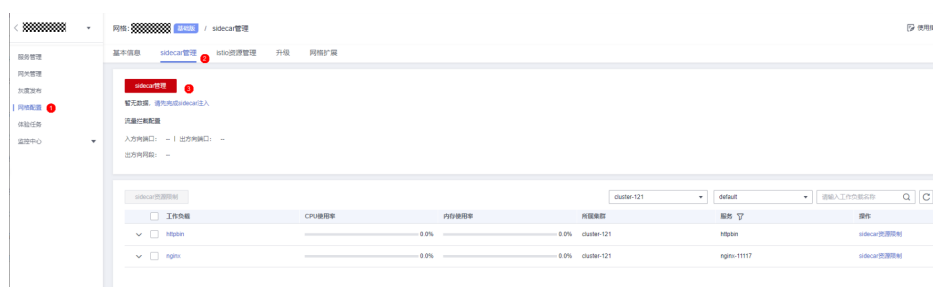 网格: 基础版 / sidecar管理
使用指
基本信息 sidecar管理 2 istio资源管理 升级 网格扩展
服务管理
网关管理
灰度发布
网格配置 1
体验任务
监控中心
sidecar管理 3
暂无数据，请先完成sidecar注入
流量拦截配置
入方向端口： -- | 出方向端口： --
出方向网段： --
sidecar资源限制 cluster-121 default 请输入工作负载名称
工作负载 CPU使用率 内存使用率 所属集群 服务 操作
httpbin 0.0% 0.0% cluster-121 httpbin sidecar资源限制
nginx 0.0% 0.0% cluster-121 nginx-11117 sidecar资源限制